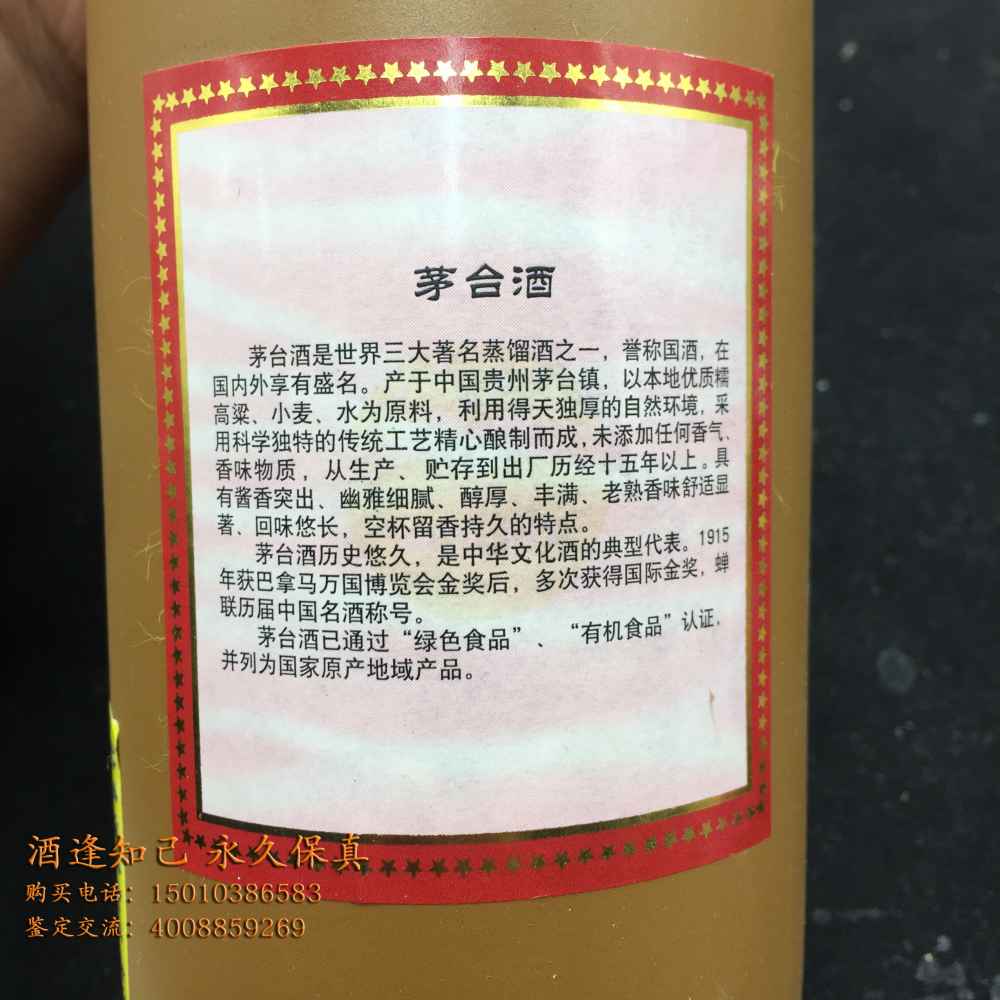 茅台酒
茅台酒是世界三大著名蒸馏酒之一，誉称国酒，在
国内外享有盛名。产于中国贵州茅台镇，以本地优质糯
高粱、小麦、水为原料，利用得天独厚的自然环境，采
用科学独特的传统工艺精心酿制而成，未添加任何香气、
香味物质，从生产、贮存到出厂历经十五年以上。具
有酱香突出、幽雅细腻、醇厚、丰满、老熟香味舒适显
著、回味悠长，空杯留香持久的特点。
茅台酒历史悠久，是中华文化酒的典型代表。1915
年获巴拿马万国博览会金奖后，多次获得国际金奖，蝉
联历届中国名酒称号。
茅台酒已通过“绿色食品”、“有机食品”认证，
并列为国家原产地域产品。
酒逢知己 永久保真
购买电话：15010386583
鉴定交流：4008859269